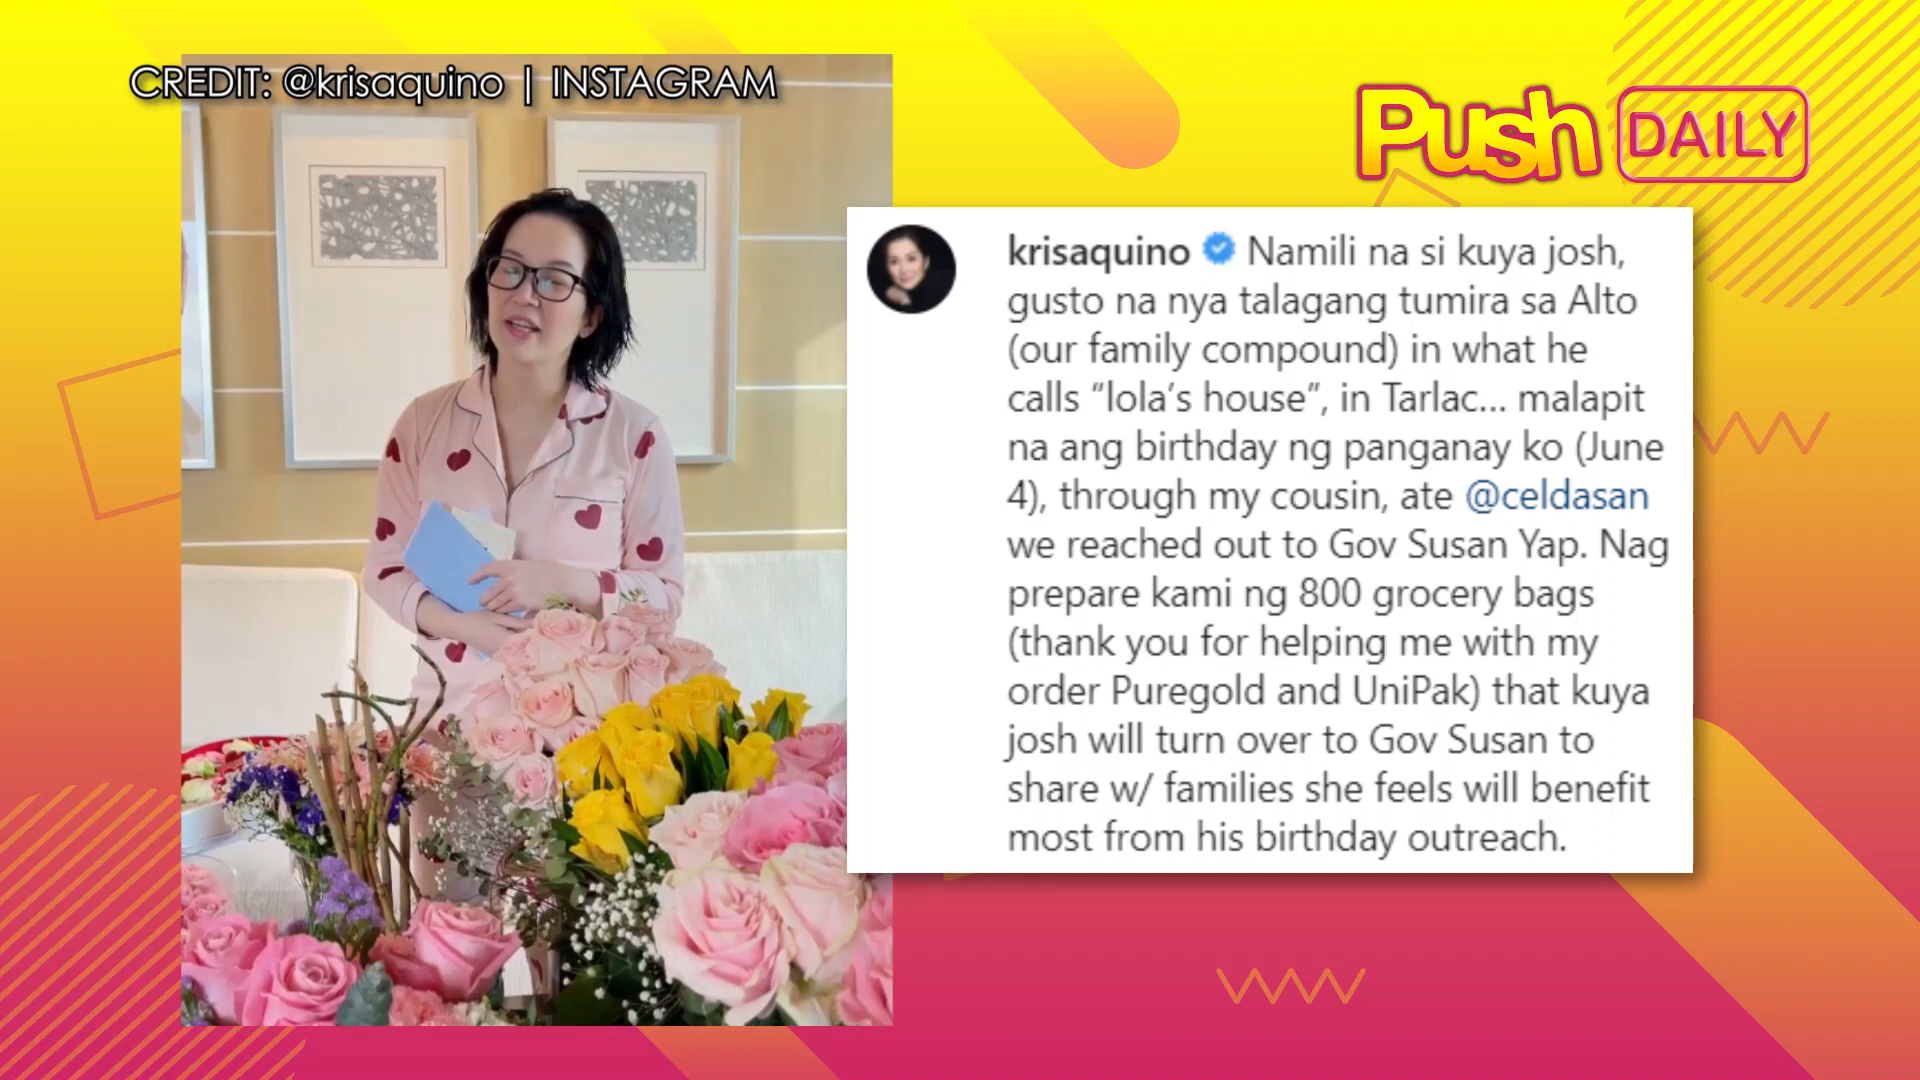 CREDIT: @krisaquino | INSTAGRAM
Push DAILY
krisaquino Namili na si kuya josh,
gusto na nya talagang tumira sa Alto
(our family compound) in what he
calls “lola’s house”, in Tarlac... malapit
na ang birthday ng panganay ko (June
4), through my cousin, ate @celdasan
we reached out to Gov Susan Yap. Nag
prepare kami ng 800 grocery bags
(thank you for helping me with my
order Puregold and UniPak) that kuya
josh will turn over to Gov Susan to
share w/ families she feels will benefit
most from his birthday outreach.